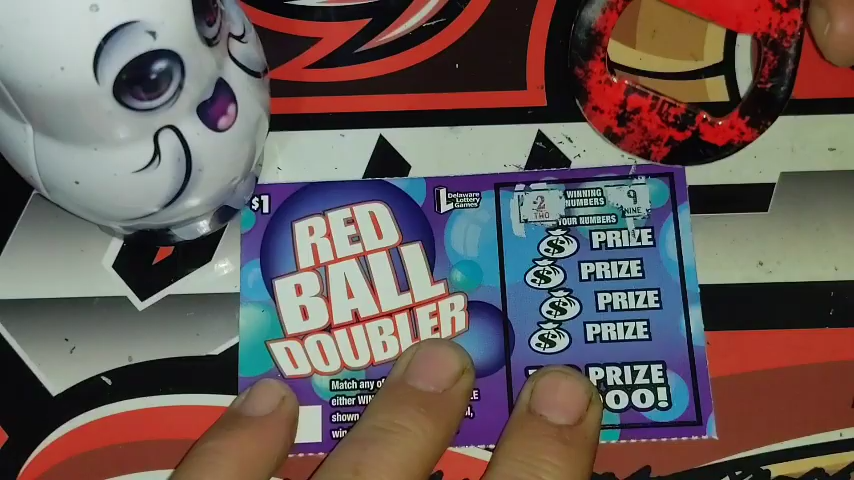 $1
RED
BALL
DOUBLER
Delaware
Lottery
Games
WINNING
NUMBERS
2
TWO
9
NINE
YOUR NUMBERS
$ PRIZE
$ PRIZE
$ PRIZE
$ PRIZE
PRIZE
Match any of
either WIN
shown
win